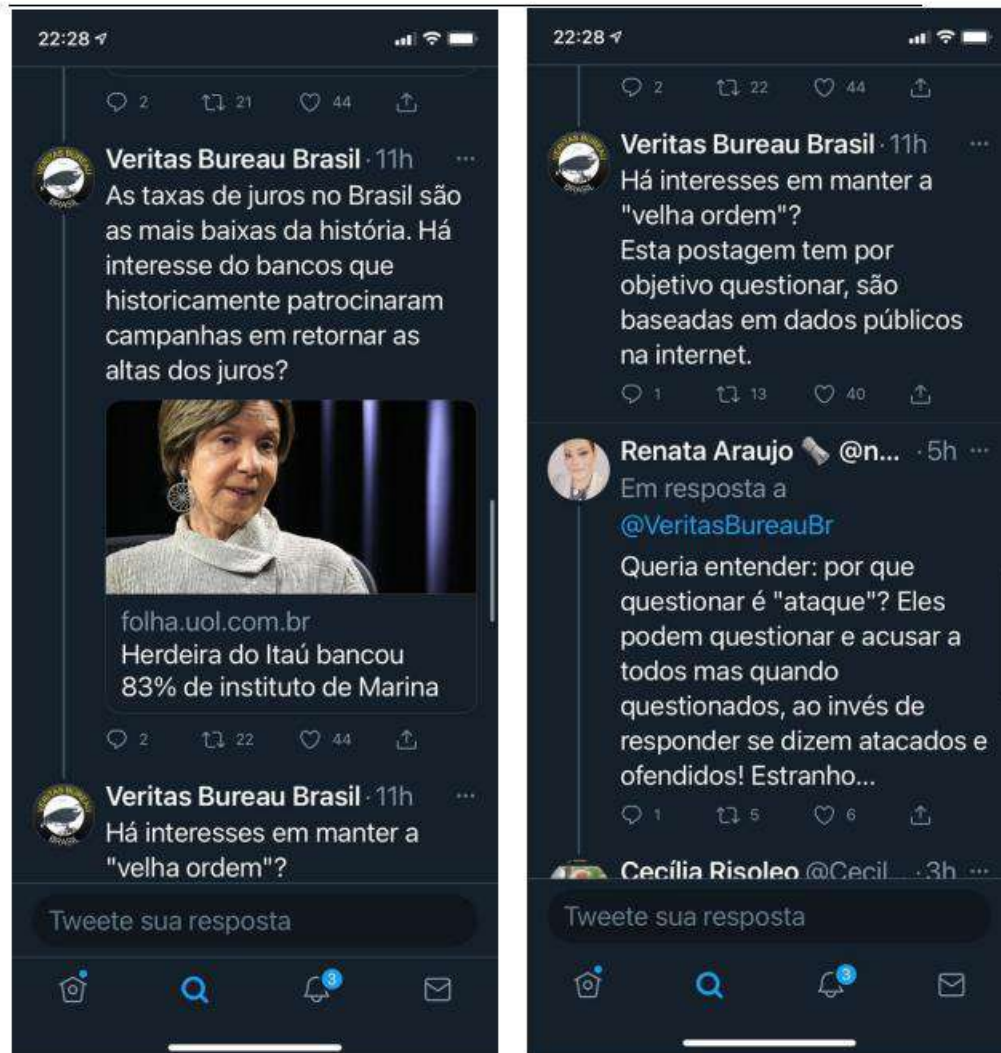 22:28
2 21 44
Veritas Bureau Brasil · 11h ...
As taxas de juros no Brasil são
as mais baixas da história. Há
interesse do bancos que
historicamente patrocinaram
campanhas em retornar as
altas dos juros?
folha.uol.com.br
Herdeira do Itaú bancou
83% de instituto de Marina
2 22 44
Veritas Bureau Brasil · 11h ...
Há interesses em manter a
"velha ordem"?
Tweete sua resposta
3
22:28
2 22 44
Veritas Bureau Brasil · 11h ...
Há interesses em manter a
"velha ordem"?
Esta postagem tem por
objetivo questionar, são
baseadas em dados públicos
na internet.
1 13 40
Renata Araujo @n... · 5h ...
Em resposta a
@VeritasBureauBr
Queria entender: por que
questionar é "ataque"? Eles
podem questionar e acusar a
todos mas quando
questionados, ao invés de
responder se dizem atacados e
ofendidos! Estranho...
1 5 6
Cecília Risoleo @Cecil... · 3h ...
Tweete sua resposta
3